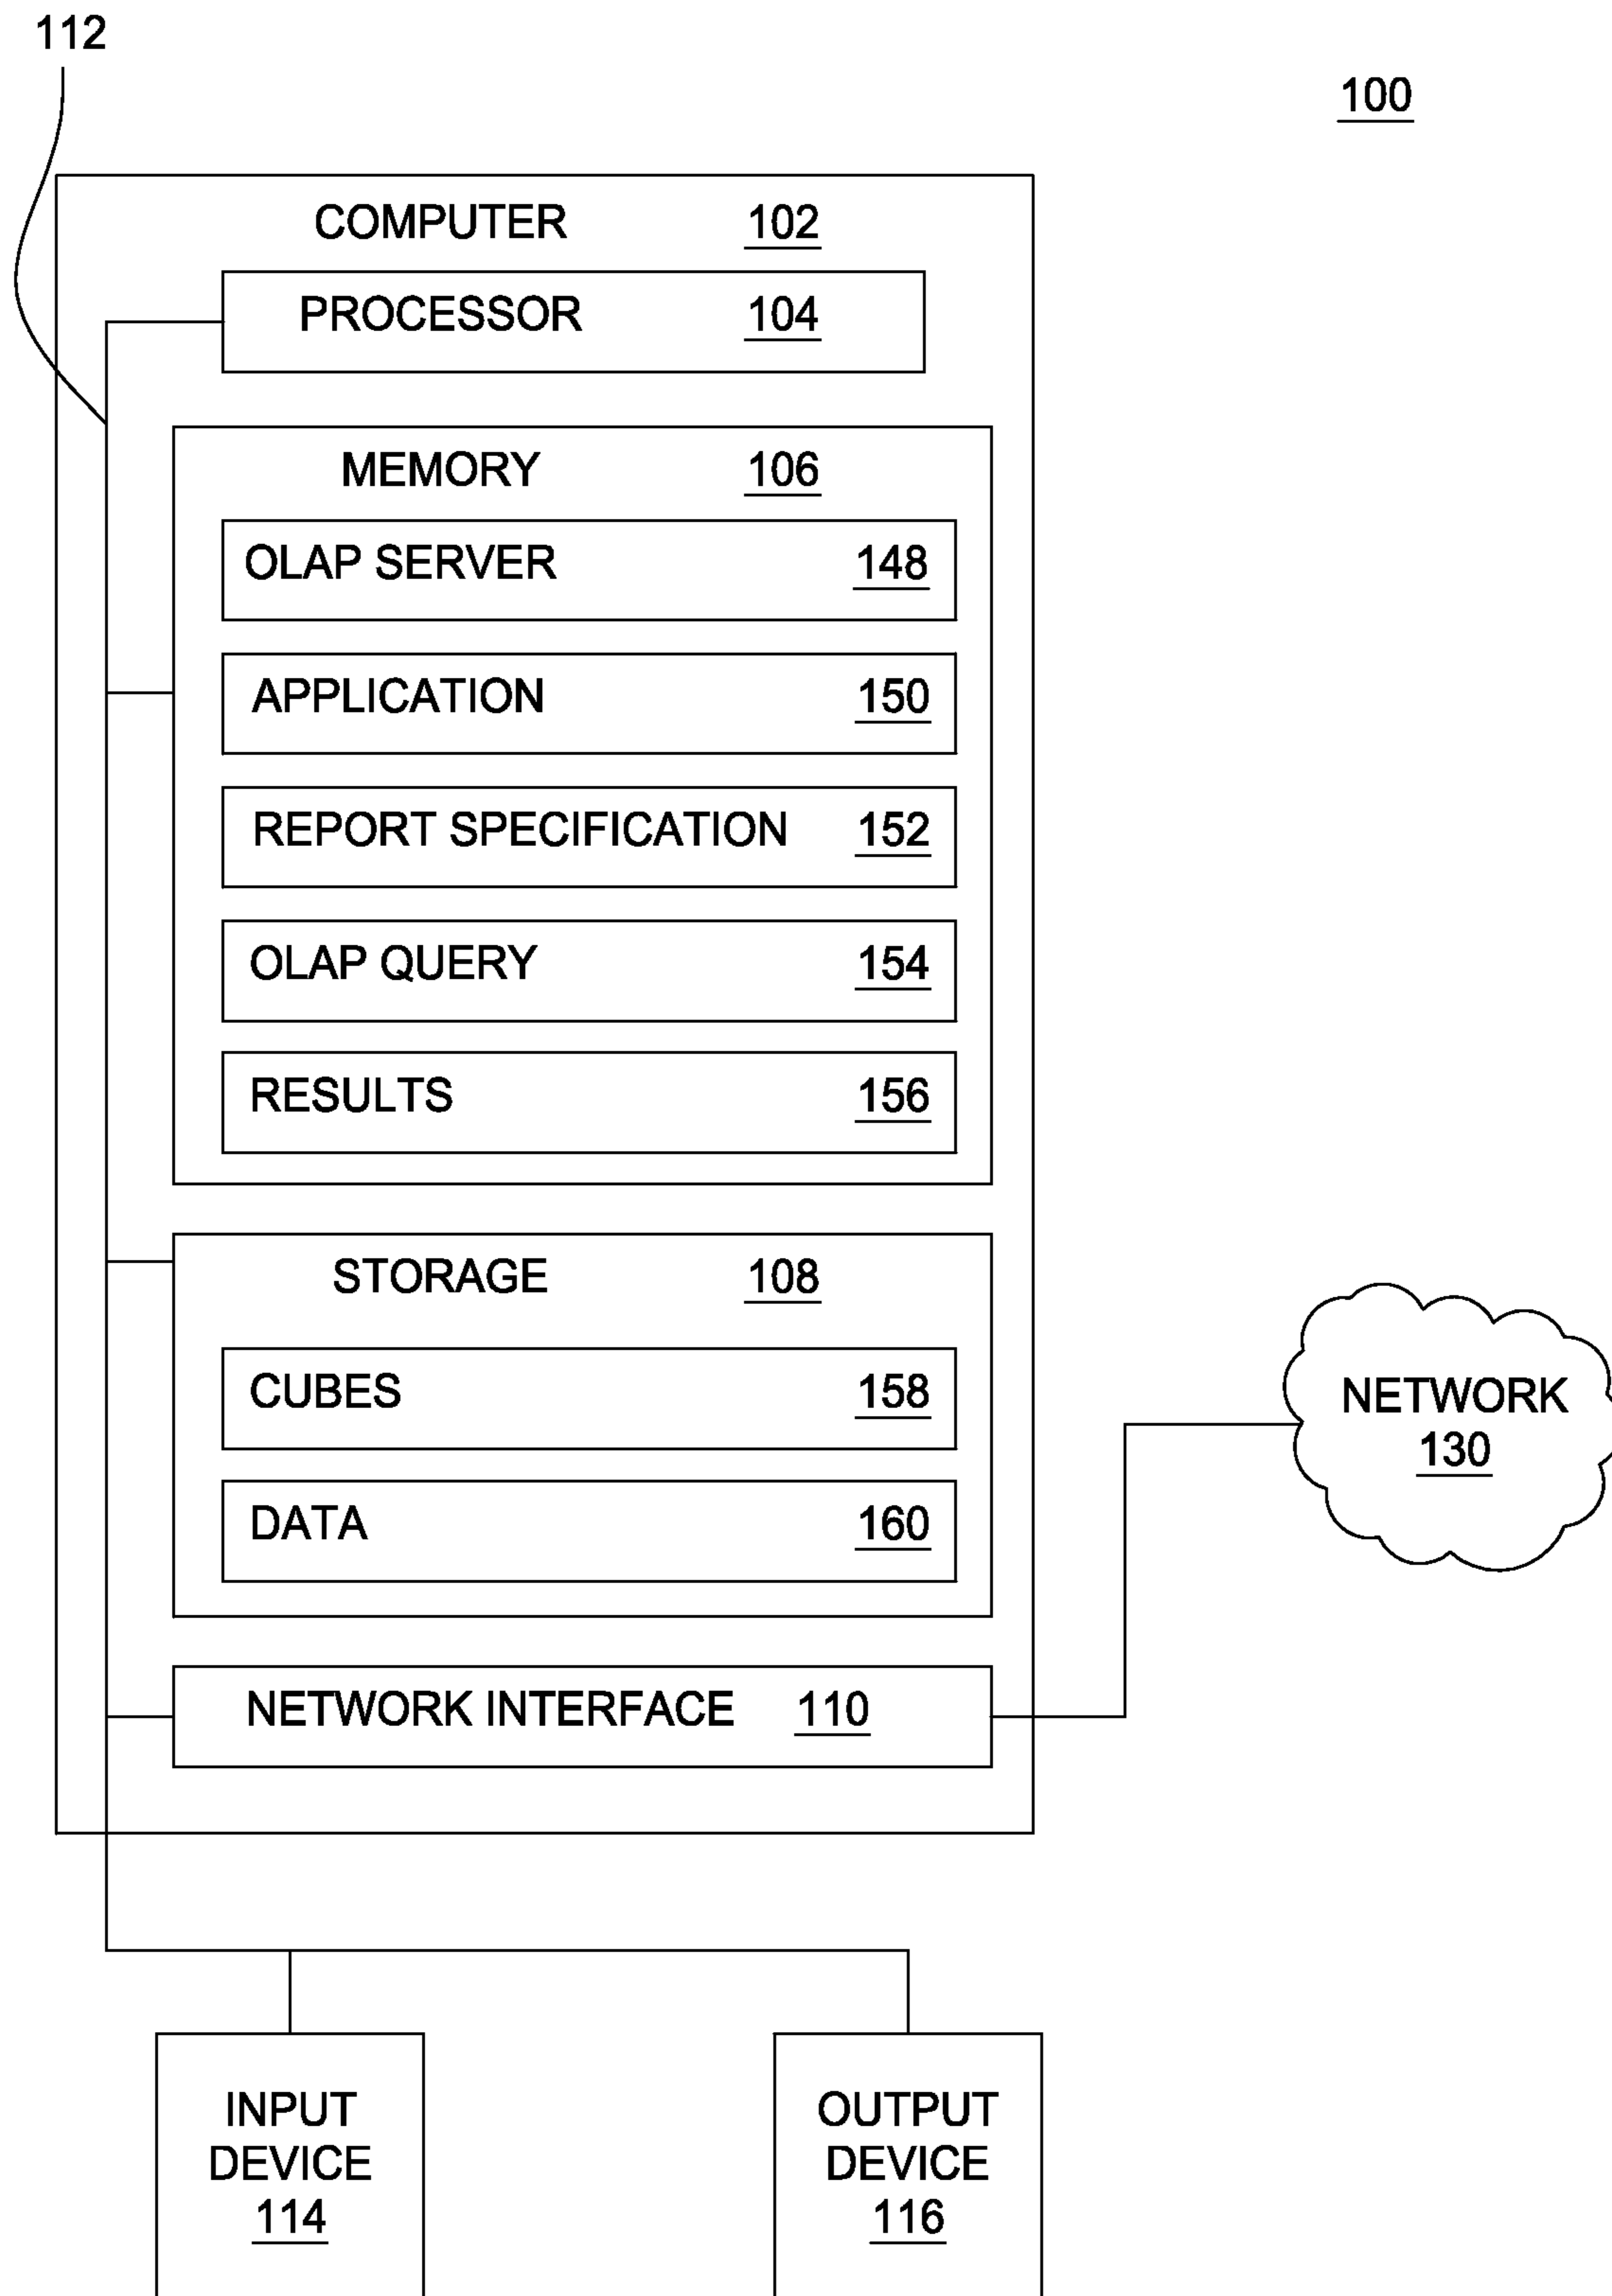 112
100
COMPUTER 102
PROCESSOR 104
MEMORY 106
OLAP SERVER 148
APPLICATION 150
REPORT SPECIFICATION 152
OLAP QUERY 154
RESULTS 156
STORAGE 108
CUBES 158
DATA 160
NETWORK INTERFACE 110
NETWORK
130
INPUT
DEVICE
114
OUTPUT
DEVICE
116